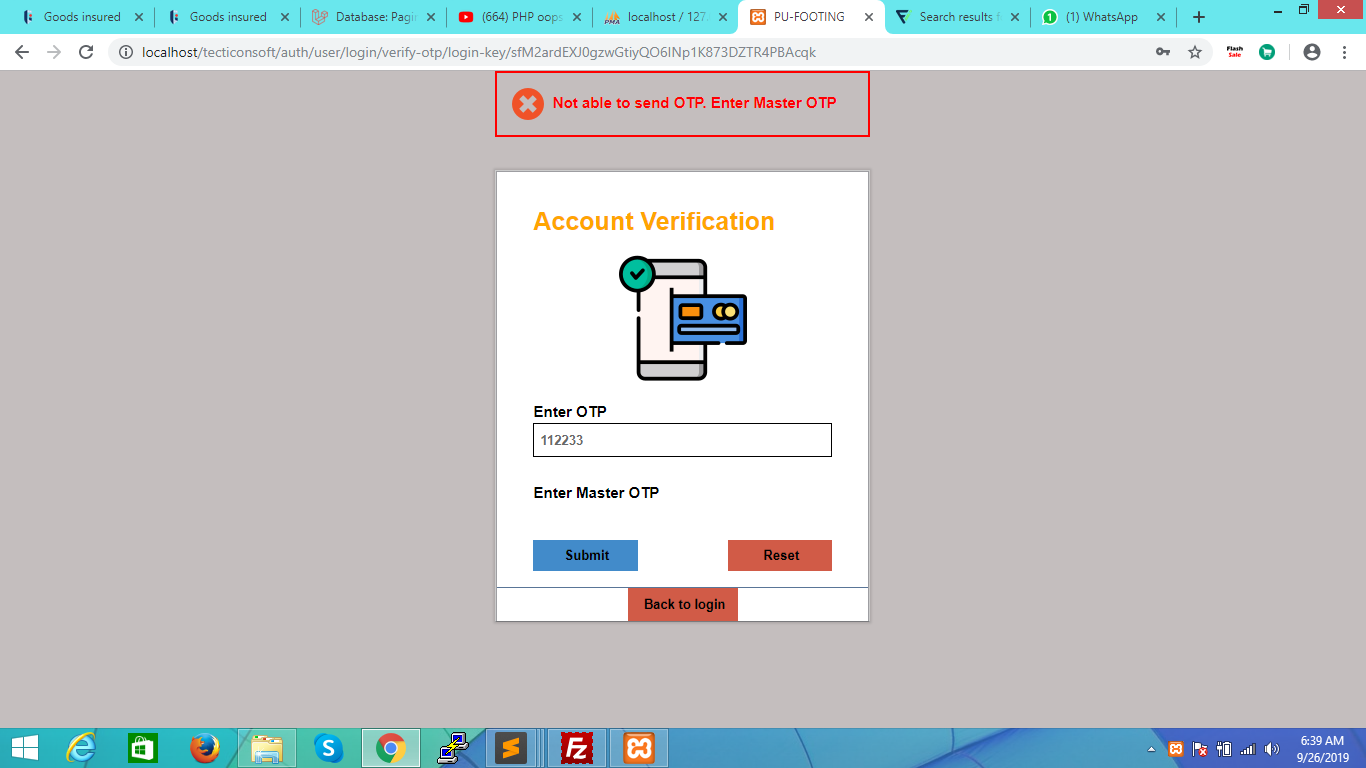 Goods insured
Goods insured
Database: Pagin
(664) PHP oops
PMA
localhost / 127.
PU-FOOTING
Search results f
(1) WhatsApp
localhost/tecticonsoft/auth/user/login/verify-otp/login-key/
Flash
Sale
Not able to send OTP. Enter Master OTP
Account Verification
Enter OTP
112233
Enter Master OTP
Submit
Reset
Back to login
6:39 AM
9/26/2019